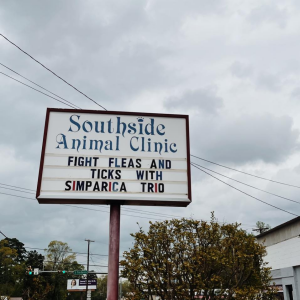 Southside
Animal Clinic
FIGHT FLEAS AND
TICKS WITH
SIMPARICA TRIO